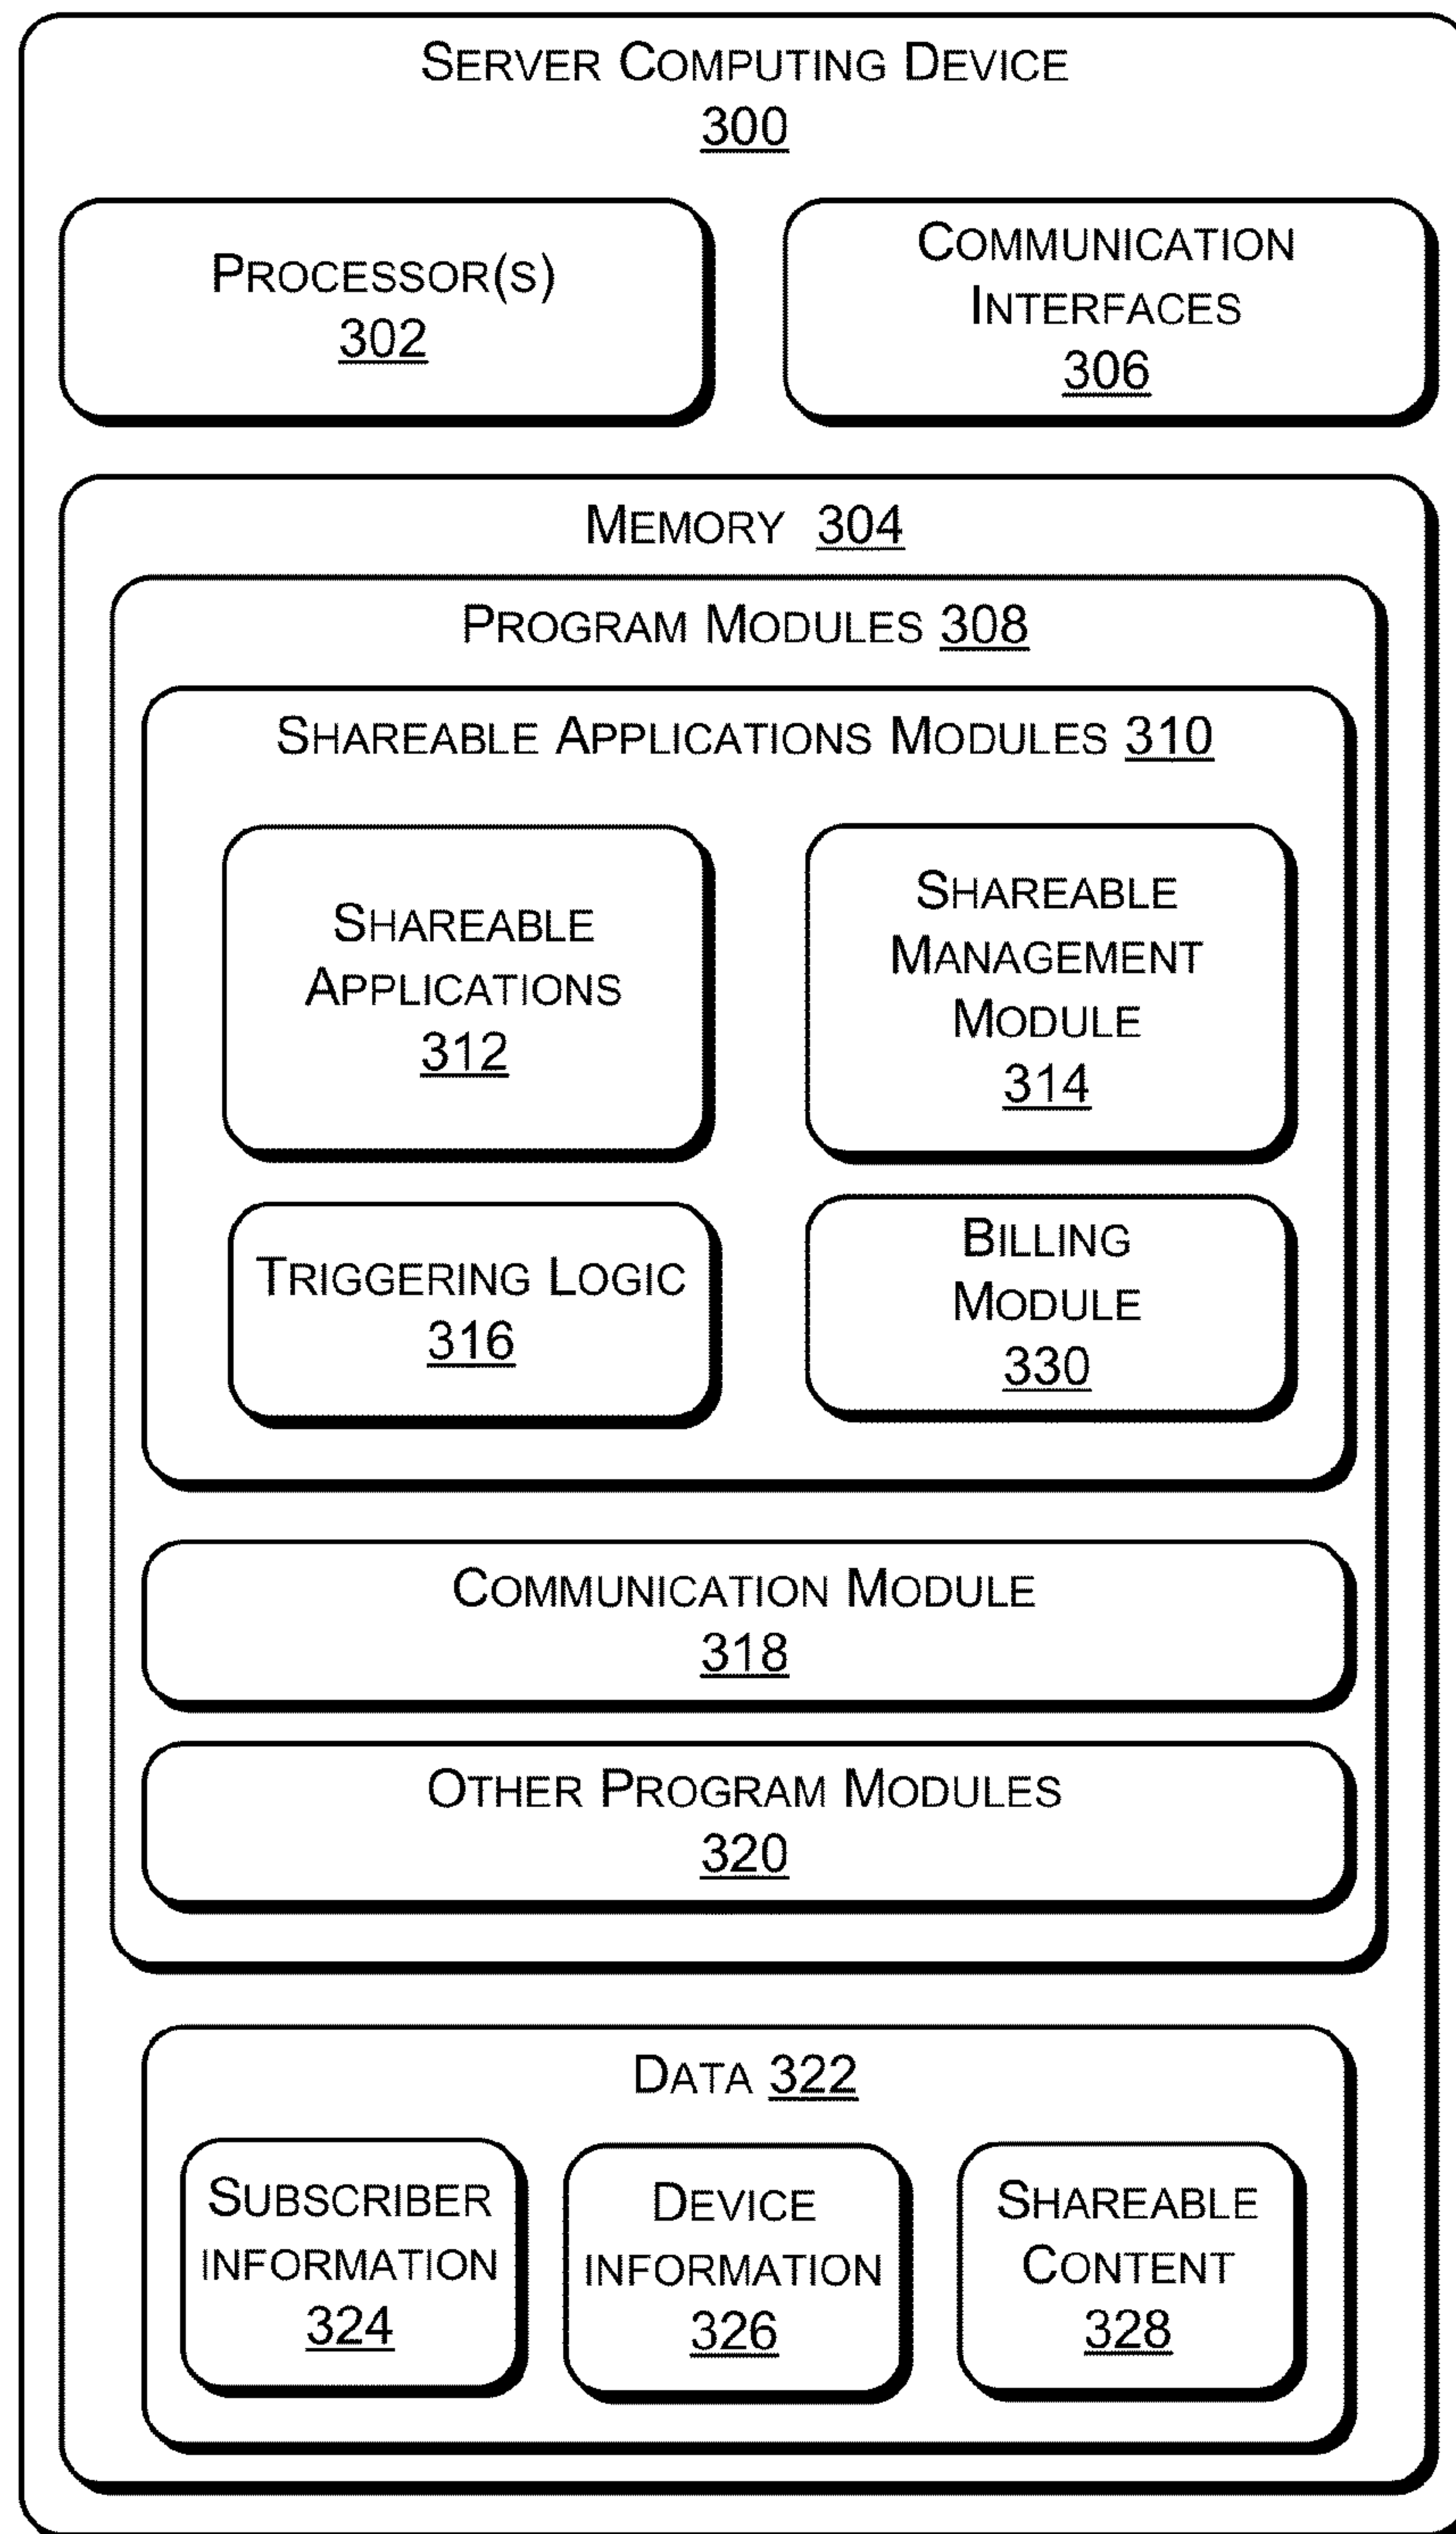 SERVER COMPUTING DEVICE
300
PROCESSOR(S)
302
COMMUNICATION
INTERFACES
306
MEMORY 304
PROGRAM MODULES 308
SHAREABLE APPLICATIONS MODULES 310
SHAREABLE
APPLICATIONS
312
SHAREABLE
MANAGEMENT
MODULE
314
TRIGGERING LOGIC
316
BILLING
MODULE
330
COMMUNICATION MODULE
318
OTHER PROGRAM MODULES
320
DATA 322
SUBSCRIBER
INFORMATION
324
DEVICE
INFORMATION
326
SHAREABLE
CONTENT
328